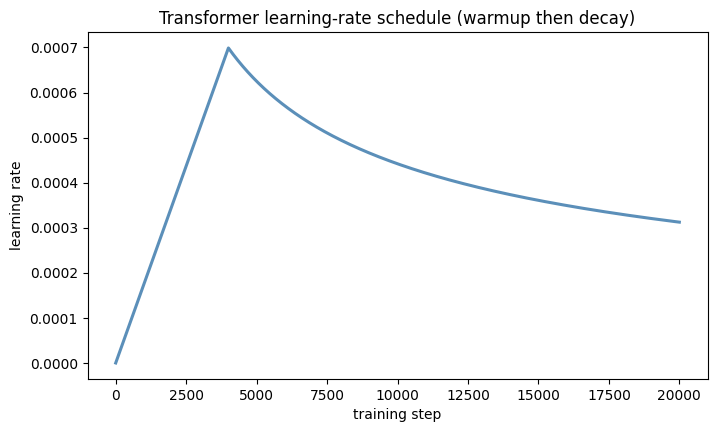 Transformer learning-rate schedule (warmup then decay)
0.0007
0.0006
0.0005
0.0004
0.0003
0.0002
0.0001
0.0000
learning rate
0 2500 5000 7500 10000 12500 15000 17500 20000
training step